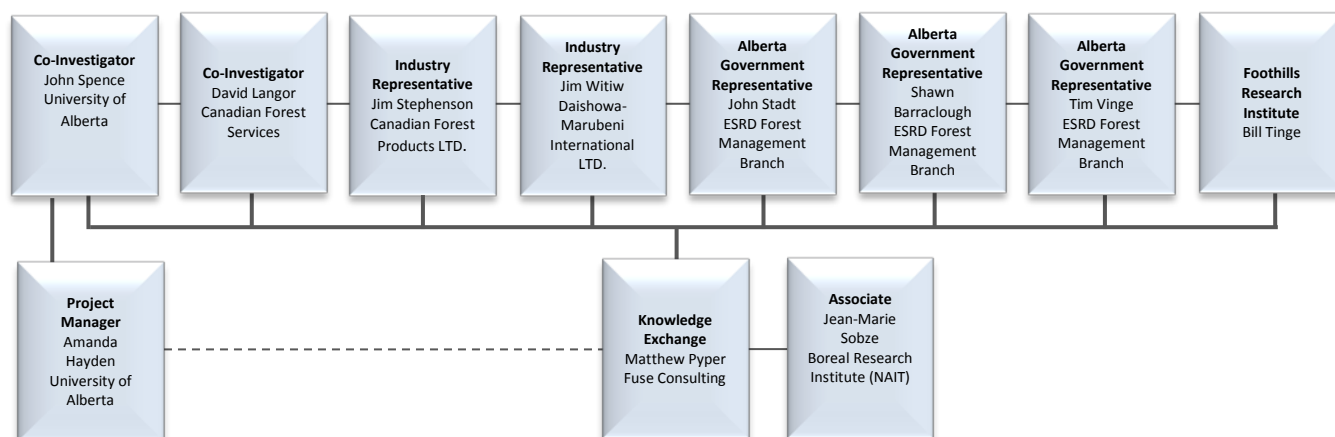 Co-Investigator
John Spence
University of
Alberta
Co-Investigator
David Langor
Canadian Forest
Services
Industry
Representative
Jim Stephenson
Canadian Forest
Products LTD.
Industry
Representative
Jim Witiw
Daishowa-
Marubeni
International
LTD.
Alberta
Government
Representative
John Stadt
ESRD Forest
Management
Branch
Alberta
Government
Representative
Shawn
Barraclough
ESRD Forest
Management
Branch
Alberta
Government
Representative
Tim Vinge
ESRD Forest
Management
Branch
Foothills
Research
Institute
Bill Tinge
Project
Manager
Amanda
Hayden
University of
Alberta
Knowledge
Exchange
Matthew Pyper
Fuse Consulting
Associate
Jean-Marie
Sobze
Boreal Research
Institute (NAIT)